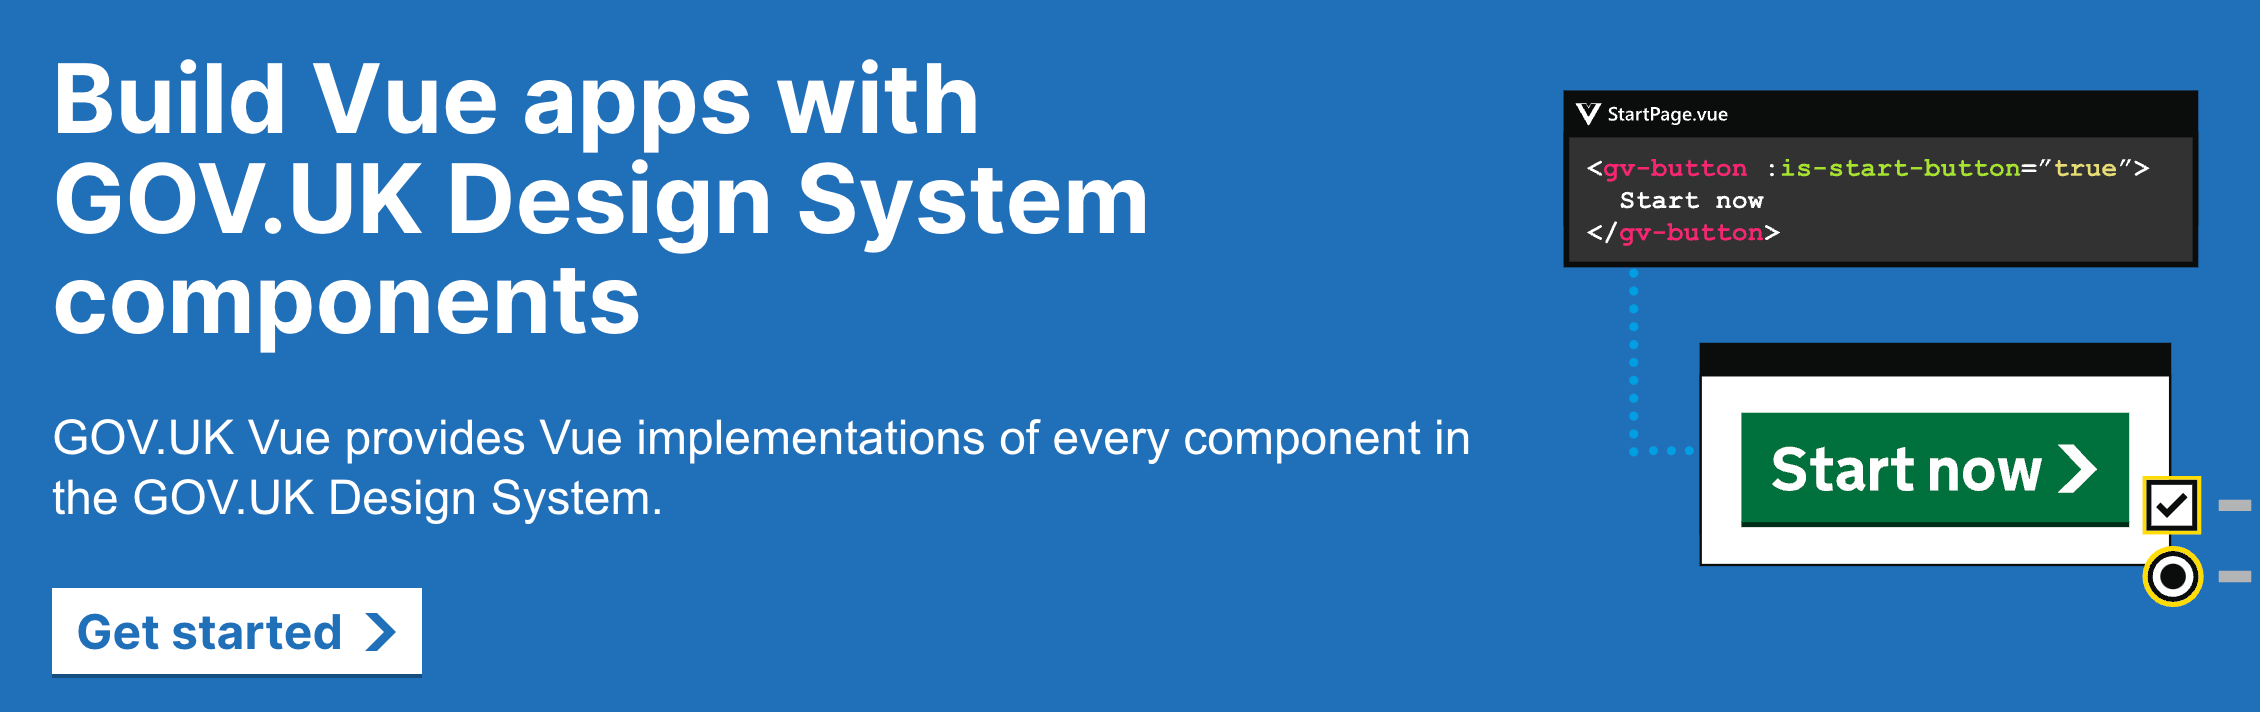 Build Vue apps with
GOV.UK Design System
components
GOV.UK Vue provides Vue implementations of every component in
the GOV.UK Design System.
Get started
StartPage.vue
<gv-button :is-start-button=”true”>
Start now
</gv-button>
Start now